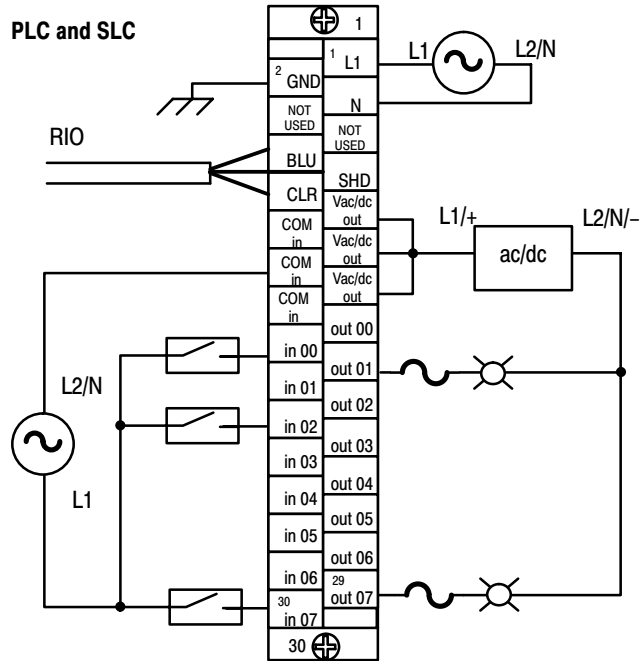 PLC and SLC
1
1
L1
L1
L2/N
2
GND
N
NOT
USED
NOT
USED
RIO
BLU
SHD
CLR
Vac/dc
out
COM
in
L1/+
L2/N/–
Vac/dc
out
COM
in
ac/dc
Vac/dc
out
COM
in
out 00
in 00
out 01
L2/N
in 01
out 02
in 02
out 03
in 03
out 04
L1
in 04
out 05
in 05
out 06
in 06
29
out 07
30
in 07
30